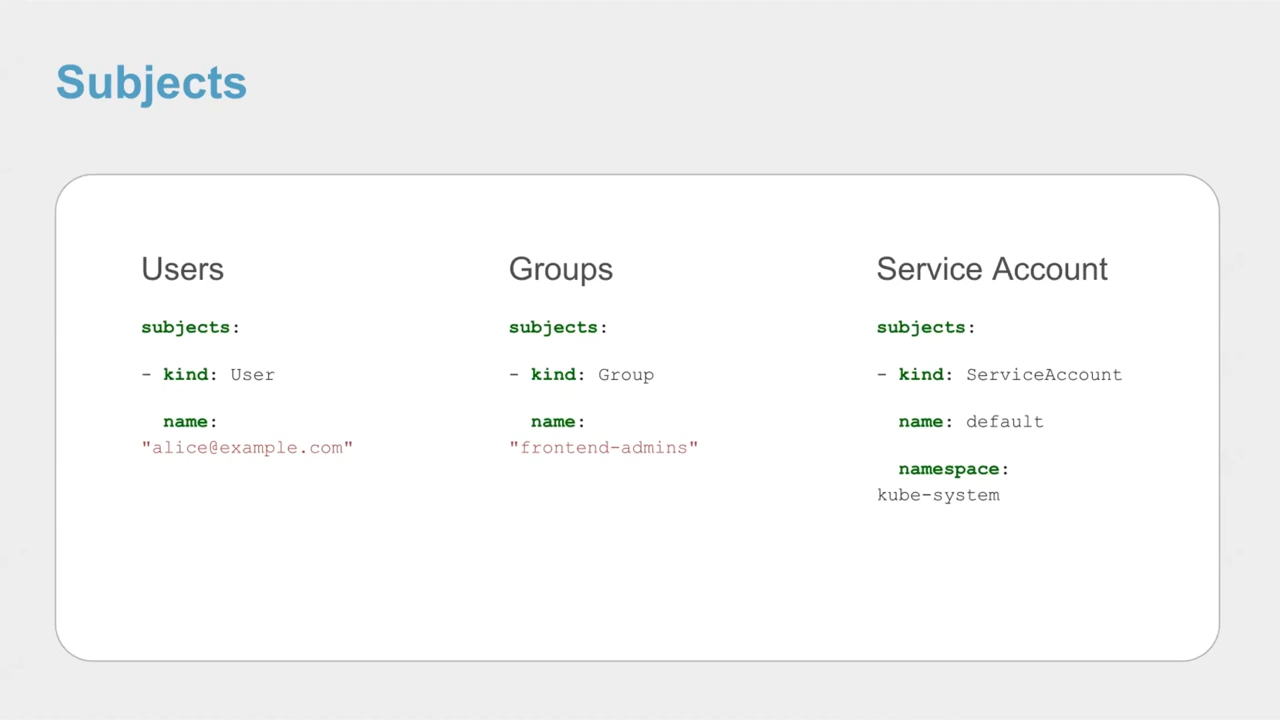 Subjects
Users
subjects:
- kind: User
name:
"alice@example.com"
Groups
subjects:
- kind: Group
name:
"frontend-admins"
Service Account
subjects:
- kind: ServiceAccount
name: default
namespace:
kube-system